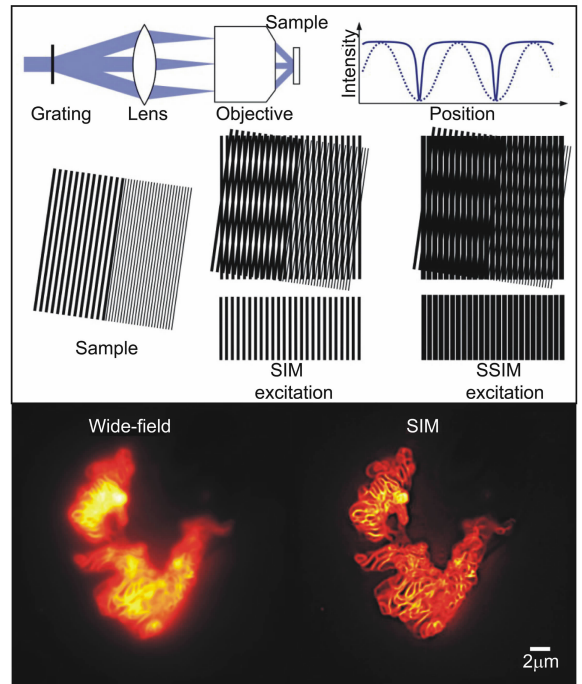 Sample
Grating
Lens
Objective
Intensity
Position
Sample
SIM
excitation
SSIM
excitation
Wide-field
SIM
2μm